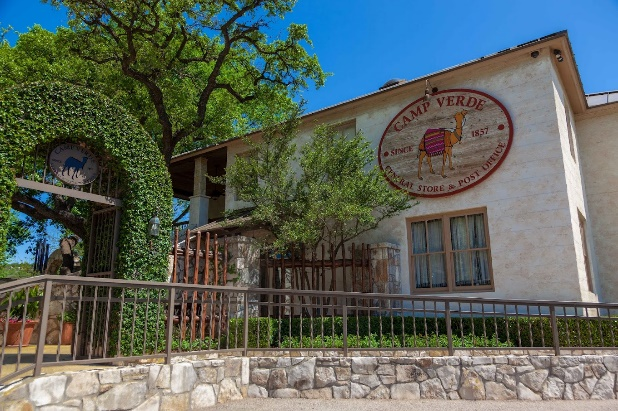 CAMP VERDE
SINCE 1857
GENERAL STORE & POST OFFICE